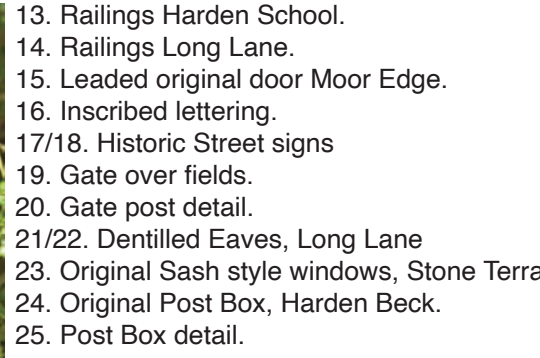 13. Railings Harden School.
14. Railings Long Lane.
15. Leaded original door Moor Edge.
16. Inscribed lettering.
17/18. Historic Street signs
19. Gate over fields.
20. Gate post detail.
21/22. Dentilled Eaves, Long Lane
23. Original Sash style windows, Stone
24. Original Post Box, Harden Beck.
25. Post Box detail.